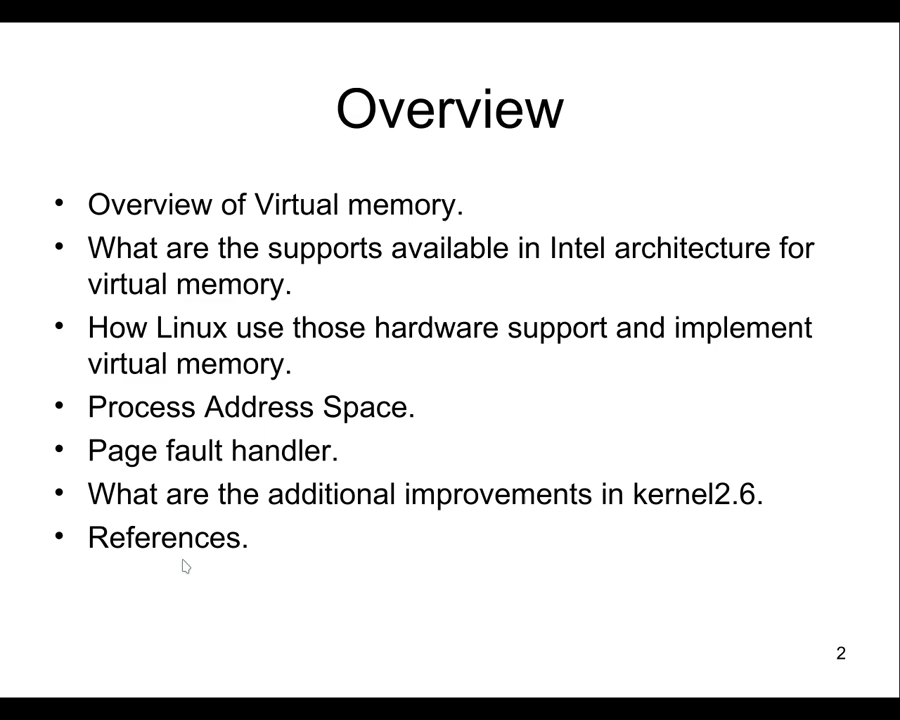 Overview
• Overview of Virtual memory.
• What are the supports available in Intel architecture for
virtual memory.
• How Linux use those hardware support and implement
virtual memory.
• Process Address Space.
• Page fault handler.
• What are the additional improvements in kernel2.6.
• References.
2